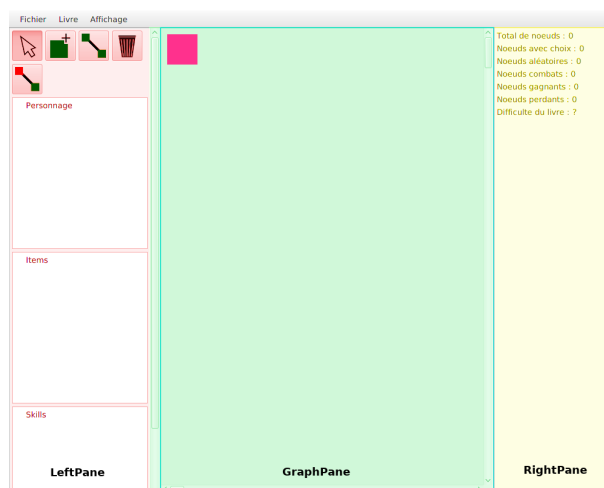 Fichier Livre Affichage
Personnage
Items
Skills
LeftPane
GraphPane
Total de noeuds : 0
Noeuds avec choix : 0
Noeuds aléatoires : 0
Noeuds combats : 0
Noeuds gagnants : 0
Noeuds perdants : 0
Difficulte du livre : ?
RightPane